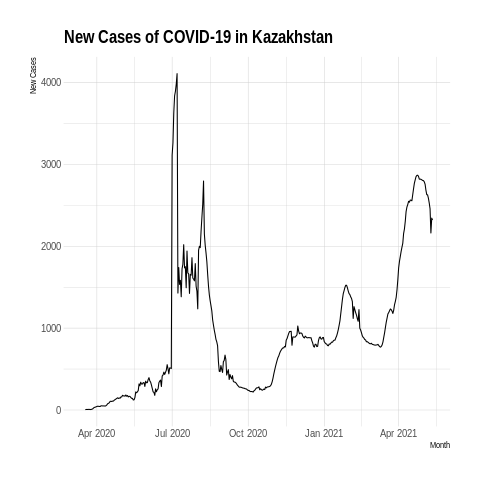 New Cases of COVID-19 in Kazakhstan
New Cases
4000
3000
2000
1000
0
Apr 2020
Jul 2020
Oct 2020
Jan 2021
Apr 2021
Month